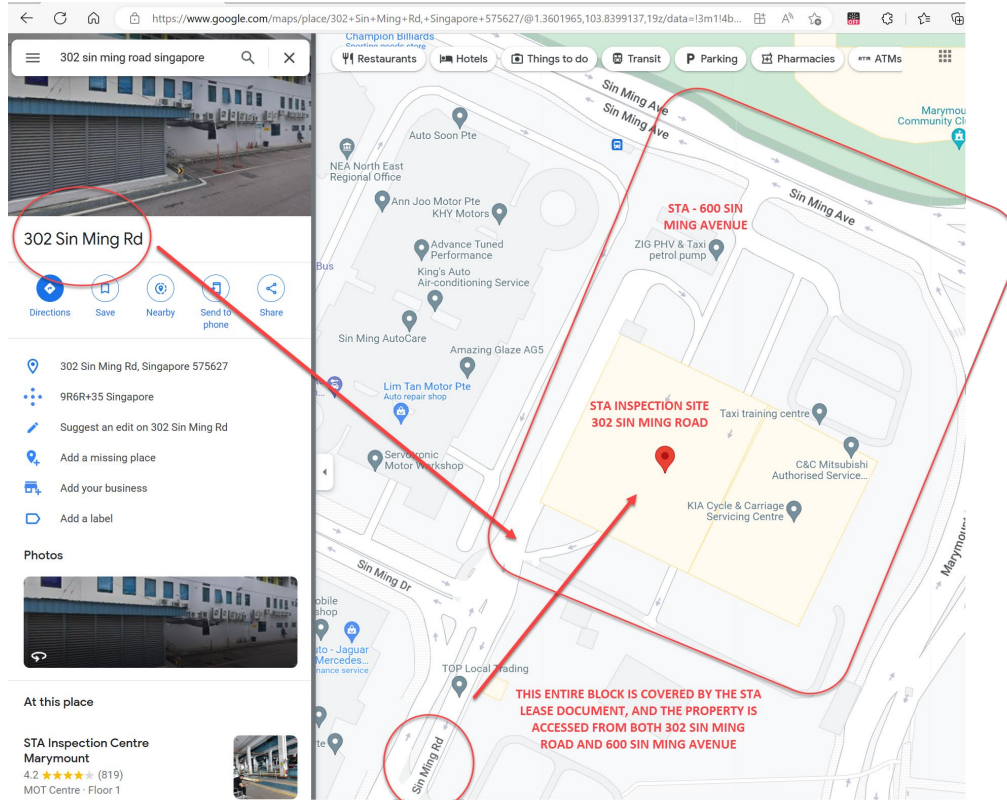 https://www.google.com/maps/place/302+Sin+Ming+Rd,+Singapore+575627/@1.3601965,103.8399137,19z/data=!3m1!4b...
302 sin ming road singapore
302 Sin Ming Rd
Directions
Save
Nearby
Send to
phone
Share
302 Sin Ming Rd, Singapore 575627
9R6R+35 Singapore
Suggest an edit on 302 Sin Ming Rd
Add a missing place
Add your business
Add a label
Photos
At this place
STA Inspection Centre
Marymount
4.2 (819)
MOT Centre · Floor 1
Champion Billiards
Sporting goods store
Restaurants
Hotels
Things to do
Transit
Parking
Pharmacies
ATMs
Sin Ming Ave
Sin Ming Ave
Marymou
Community Cl
Auto Soon Pte
NEA North East
Regional Office
Ann Joo Motor Pte
KHY Motors
Sin Ming Ave
STA - 600 SIN
MING AVENUE
ZIG PHV & Taxi
petrol pump
Advance Tuned
Performance
Bus
King's Auto
Air-conditioning Service
Sin Ming AutoCare
Amazing Glaze AG5
Lim Tan Motor Pte
Auto repair shop
STA INSPECTION SITE
302 SIN MING ROAD
Taxi training centre
Servotronic
Motor Workshop
C&C Mitsubishi
Authorised Service...
KIA Cycle & Carriage
Servicing Centre
Marymount
Sin Ming Dr
obile
shop
uto - Jaguar
Mercedes...
nance service
TOP Local Trading
THIS ENTIRE BLOCK IS COVERED BY THE STA
LEASE DOCUMENT, AND THE PROPERTY IS
ACCESSED FROM BOTH 302 SIN MING
ROAD AND 600 SIN MING AVENUE
Sin Ming Rd